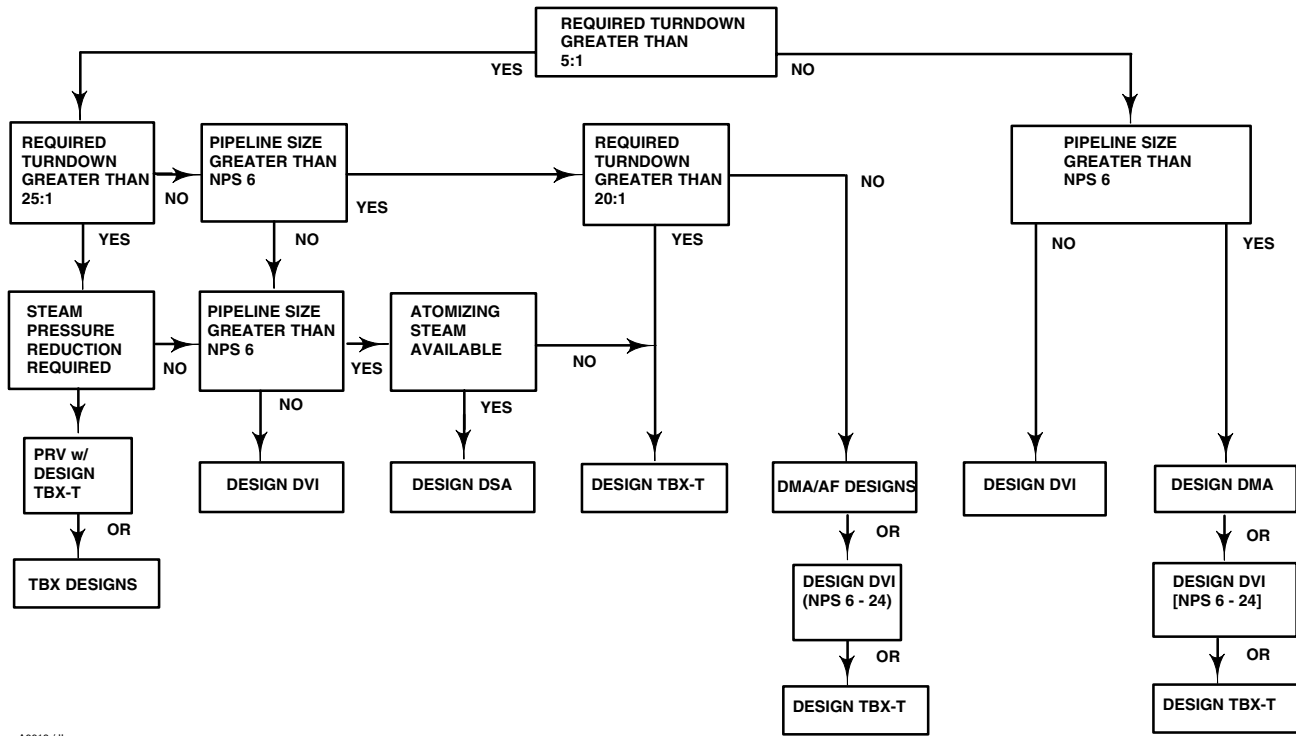 REQUIRED TURNDOWN
GREATER THAN
5:1
YES
NO
REQUIRED
TURNDOWN
GREATER THAN
25:1
NO
PIPELINE SIZE
GREATER THAN
NPS 6
YES
REQUIRED
TURNDOWN
GREATER THAN
20:1
NO
PIPELINE SIZE
GREATER THAN
NPS 6
YES
NO
YES
NO
YES
STEAM
PRESSURE
REDUCTION
REQUIRED
NO
PIPELINE SIZE
GREATER THAN
NPS 6
YES
ATOMIZING
STEAM
AVAILABLE
NO
NO
YES
PRV w/
DESIGN
TBX-T
DESIGN DVI
DESIGN DSA
DESIGN TBX-T
DMA/AF DESIGNS
DESIGN DVI
DESIGN DMA
OR
OR
OR
TBX DESIGNS
DESIGN DVI
(NPS 6 - 24)
DESIGN DVI
[NPS 6 - 24]
OR
OR
DESIGN TBX-T
DESIGN TBX-T